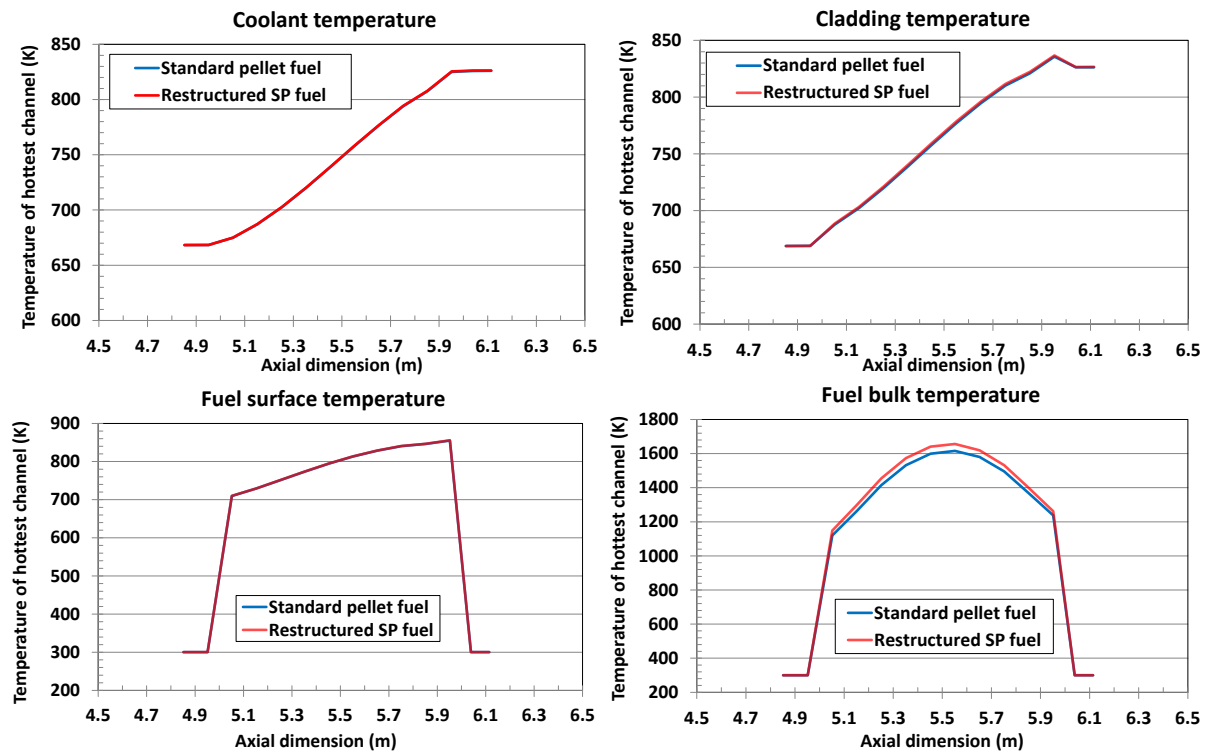 Coolant temperature
Temperature of hottest channel (K)
850
800
750
700
650
600
Standard pellet fuel
Restructured SP fuel
4.5 4.7 4.9 5.1 5.3 5.5 5.7 5.9 6.1 6.3 6.5
Axial dimension (m)
Cladding temperature
Temperature of hottest channel (K)
850
800
750
700
650
600
Standard pellet fuel
Restructured SP fuel
4.5 4.7 4.9 5.1 5.3 5.5 5.7 5.9 6.1 6.3 6.5
Axial dimension (m)
Fuel surface temperature
Temperature of hottest channel (K)
900
800
700
600
500
400
300
200
Standard pellet fuel
Restructured SP fuel
4.5 4.7 4.9 5.1 5.3 5.5 5.7 5.9 6.1 6.3 6.5
Axial dimension (m)
Fuel bulk temperature
Temperature of hottest channel (K)
1800
1600
1400
1200
1000
800
600
400
200
Standard pellet fuel
Restructured SP fuel
4.5 4.7 4.9 5.1 5.3 5.5 5.7 5.9 6.1 6.3 6.5
Axial dimension (m)